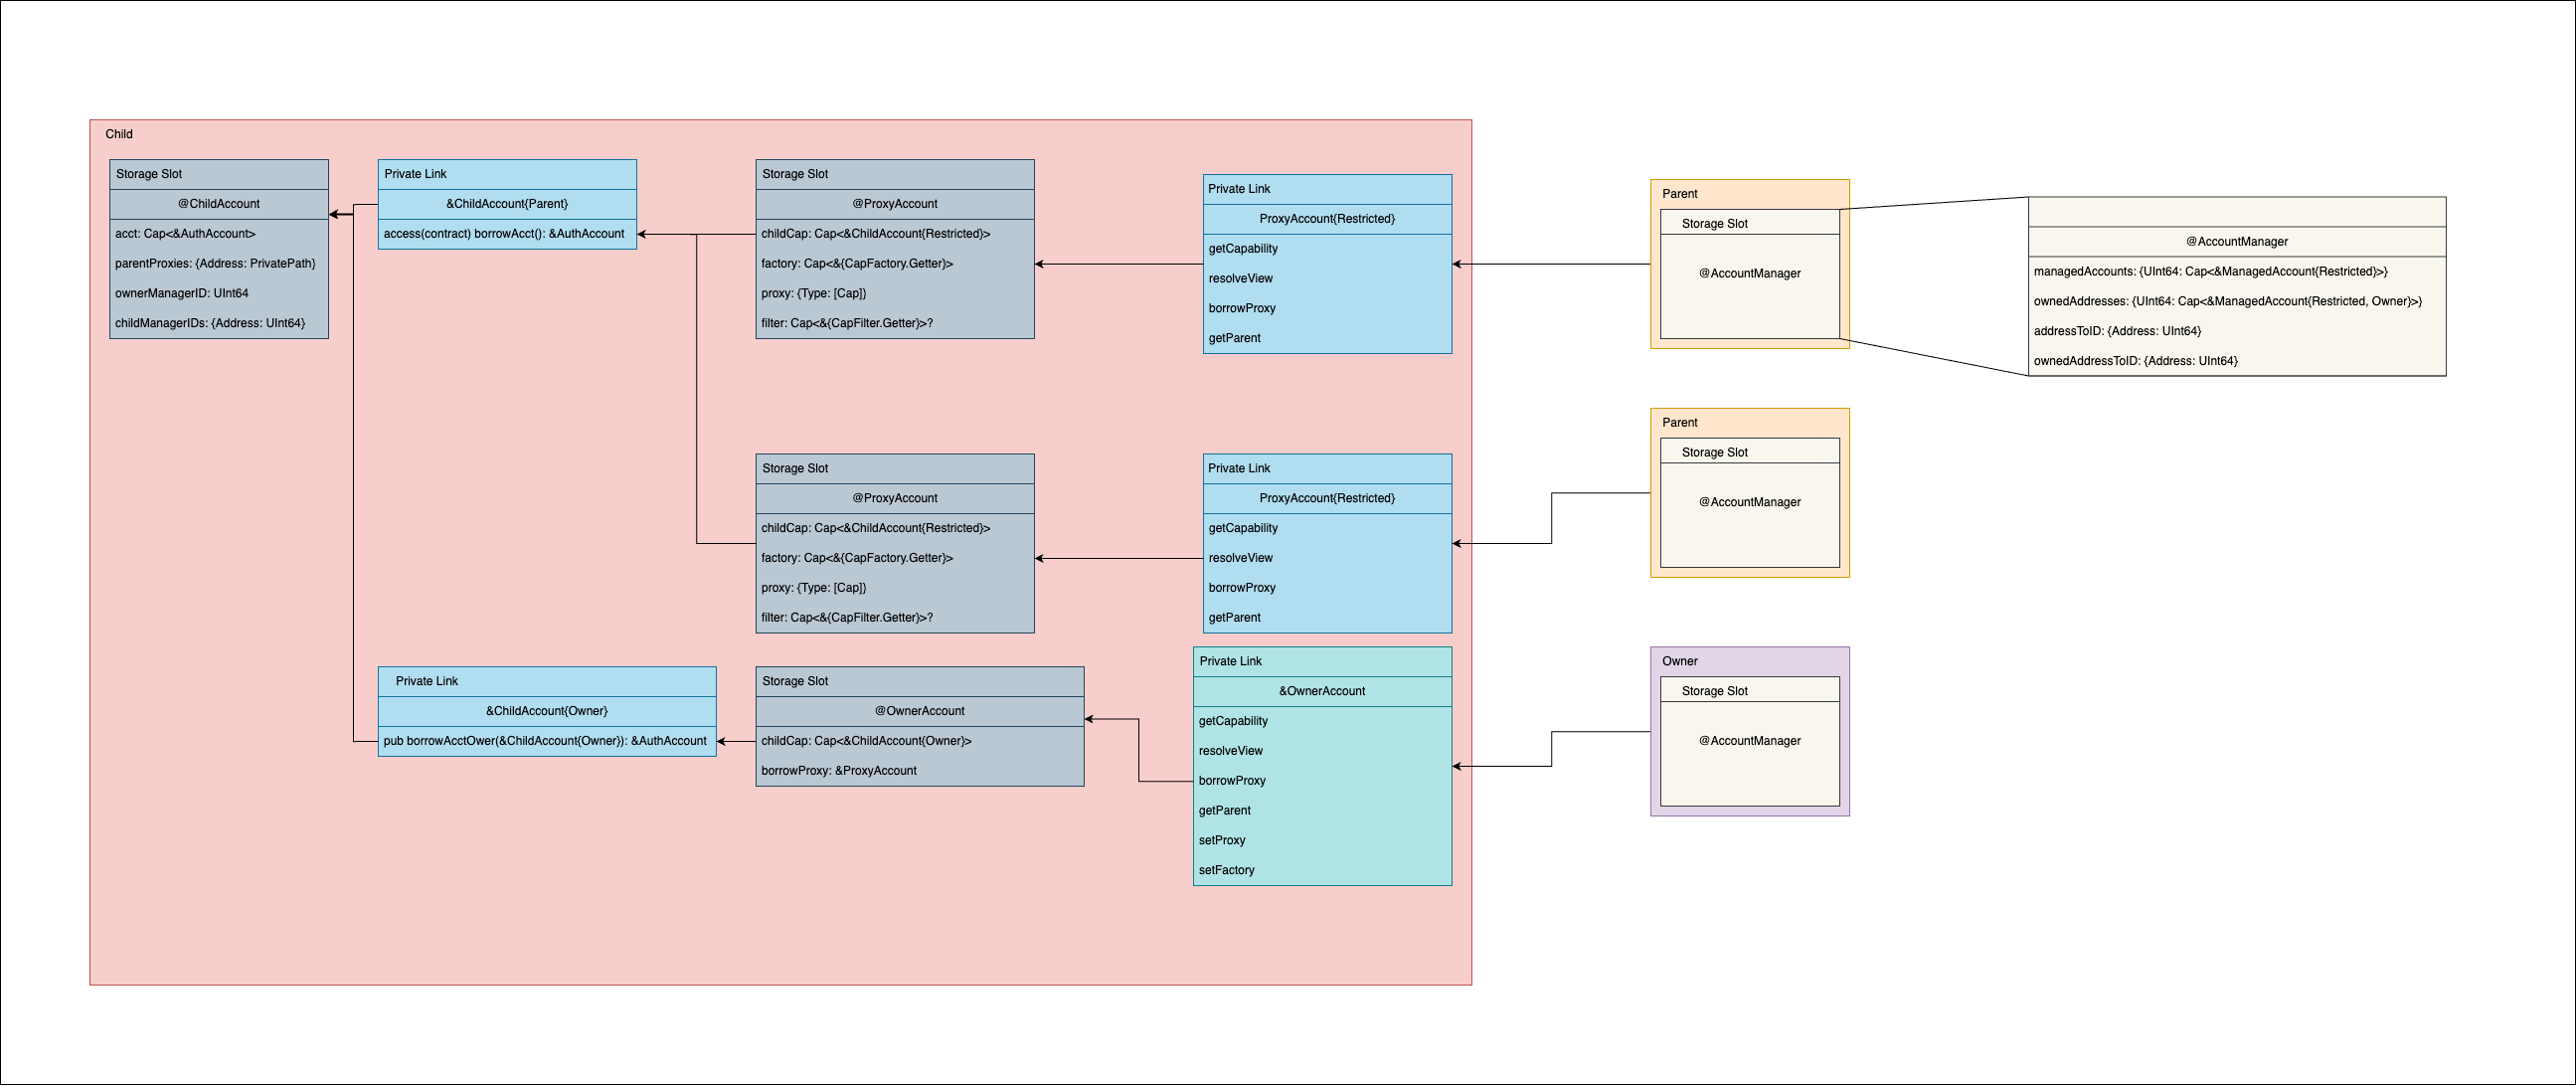 Child
Storage Slot
@ChildAccount
acct: Cap<&AuthAccount>
parentProxies: {Address: PrivatePath}
ownerManagerID: UInt64
childManagerIDs: {Address: UInt64}
Private Link
&ChildAccount{Parent}
access(contract) borrowAcct(): &AuthAccount
Storage Slot
@ProxyAccount
childCap: Cap<&ChildAccount{Restricted}>
factory: Cap<&{CapFactory.Getter}>
proxy: {Type: [Cap]}
filter: Cap<&{CapFilter.Getter}>?
Private Link
ProxyAccount{Restricted}
getCapability
resolveView
borrowProxy
getParent
Parent
Storage Slot
@AccountManager
@AccountManager
managedAccounts: {UInt64: Cap<&ManagedAccount{Restricted}>}
ownedAddresses: {UInt64: Cap<&ManagedAccount{Restricted, Owner}>}
addressToID: {Address: UInt64}
ownedAddressToID: {Address: UInt64}
Storage Slot
@ProxyAccount
childCap: Cap<&ChildAccount{Restricted}>
factory: Cap<&{CapFactory.Getter}>
proxy: {Type: [Cap]}
filter: Cap<&{CapFilter.Getter}>?
Private Link
ProxyAccount{Restricted}
getCapability
resolveView
borrowProxy
getParent
Parent
Storage Slot
@AccountManager
Private Link
&ChildAccount{Owner}
pub borrowAcctOwer(&ChildAccount{Owner}): &AuthAccount
Storage Slot
@OwnerAccount
childCap: Cap<&ChildAccount{Owner}>
borrowProxy: &ProxyAccount
Private Link
&OwnerAccount
getCapability
resolveView
borrowProxy
getParent
setProxy
setFactory
Owner
Storage Slot
@AccountManager